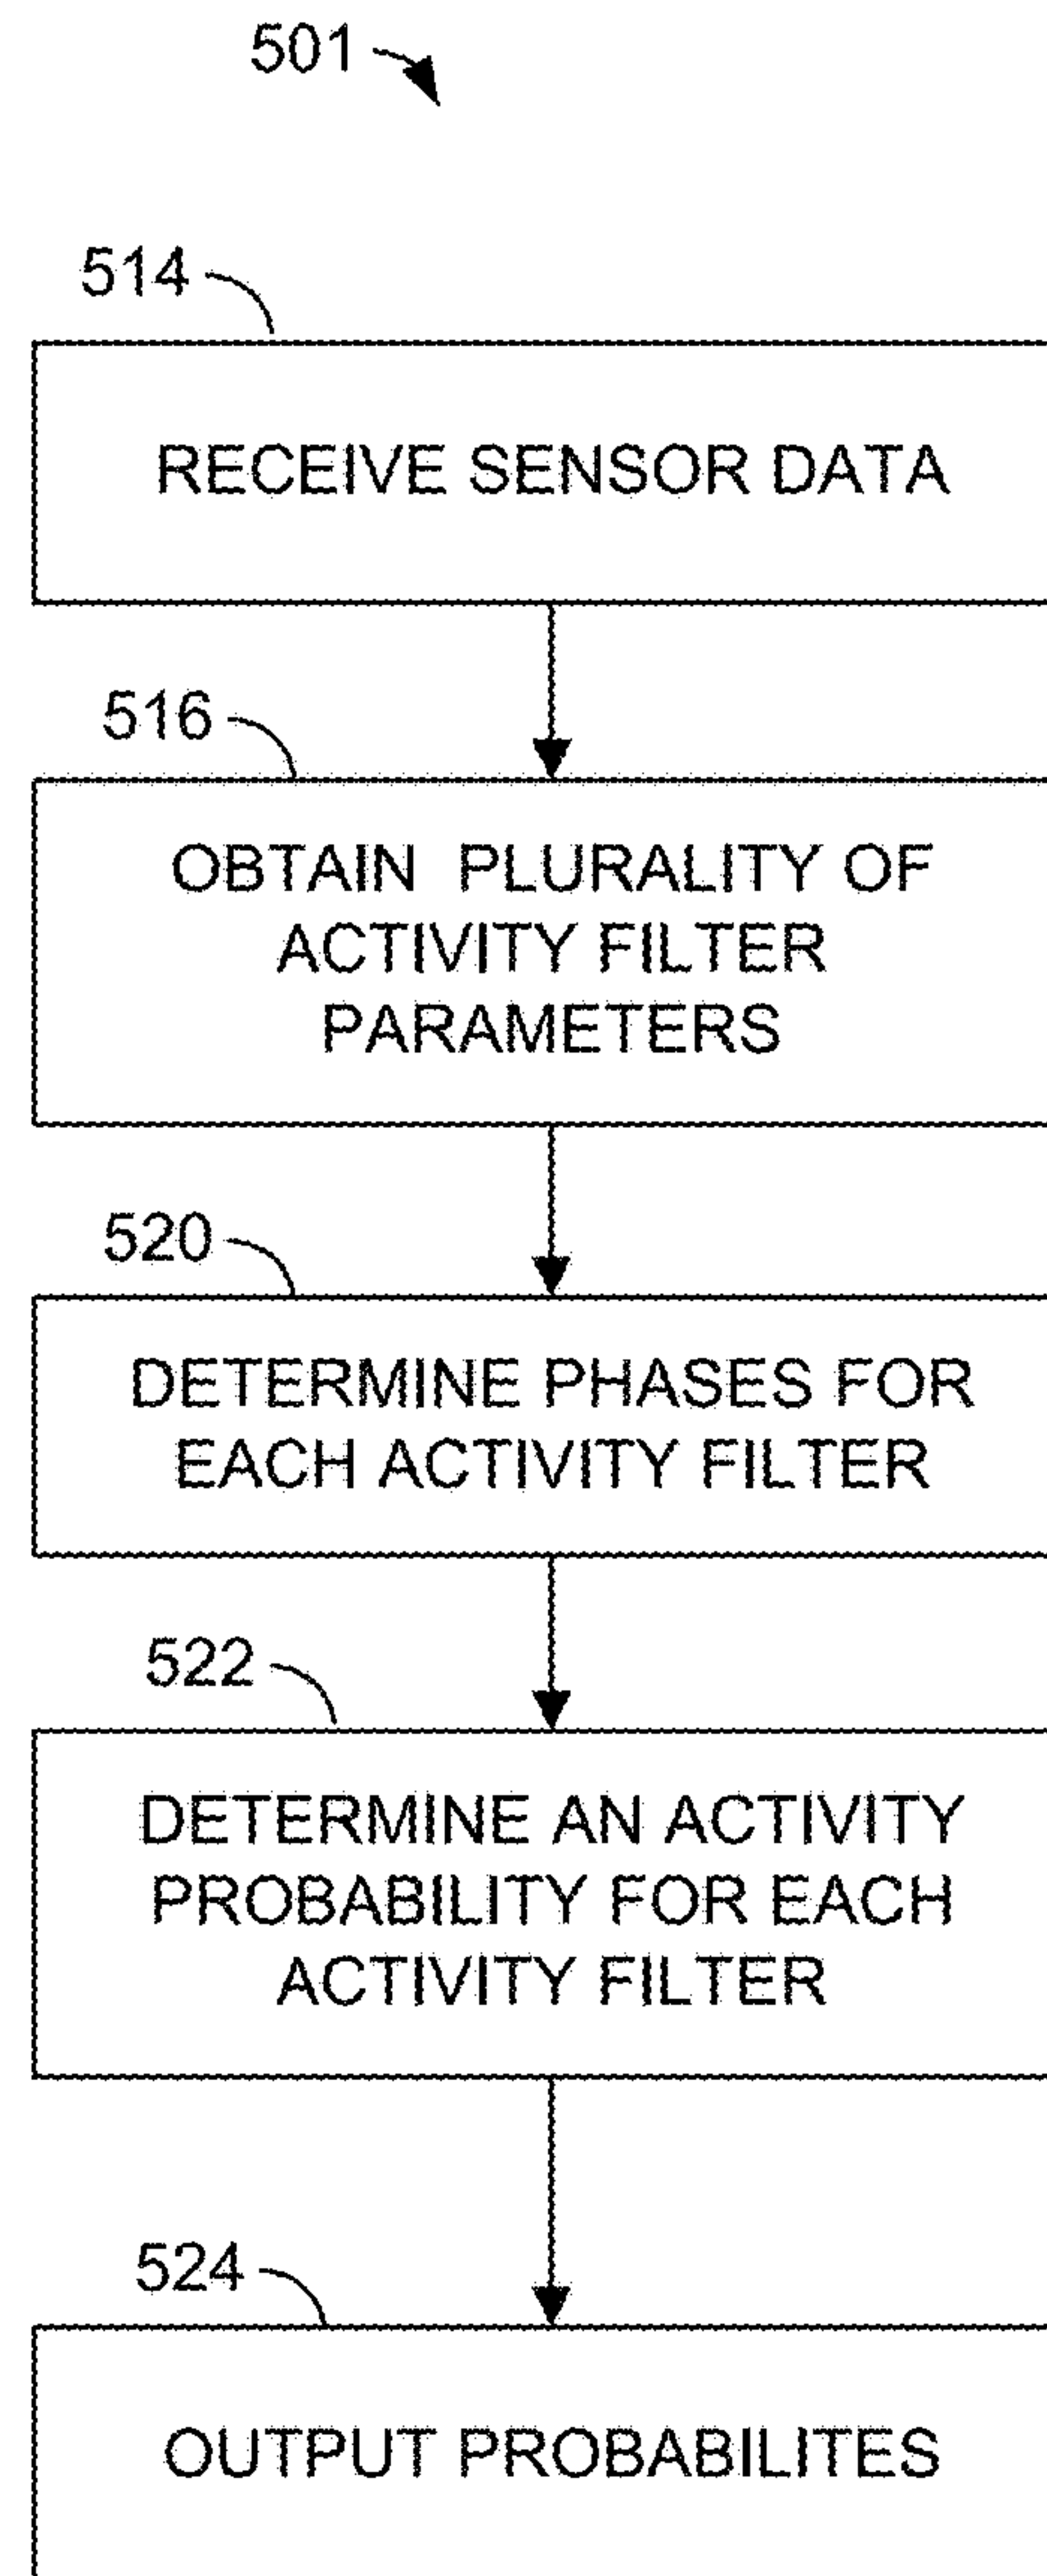 501
514
RECEIVE SENSOR DATA
516
OBTAIN PLURALITY OF
ACTIVITY FILTER
PARAMETERS
520
DETERMINE PHASES FOR
EACH ACTIVITY FILTER
522
DETERMINE AN ACTIVITY
PROBABILITY FOR EACH
ACTIVITY FILTER
524
OUTPUT PROBABILITES